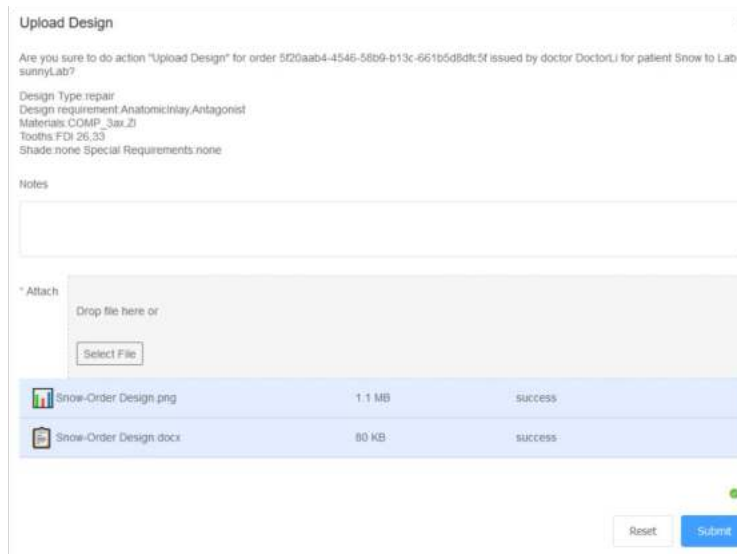 Upload Design
Are you sure to do action "Upload Design" for order 5f20aab4-4546-58b9-b13c-661b5d8dfc5f issued by doctor DoctorLi for patient Snow to Lab
sunnyLab?
Design Type:repair
Design requirement:AnatomicInlay,Antagonist
Materials:COMP_3ax,ZI
Tooths:FDI 26,33
Shade:none Special Requirements:none
Notes
* Attach
Drop file here or
Select File
Snow-Order Design.png 1.1 MB success
Snow-Order Design.docx 80 KB success
Reset Submit